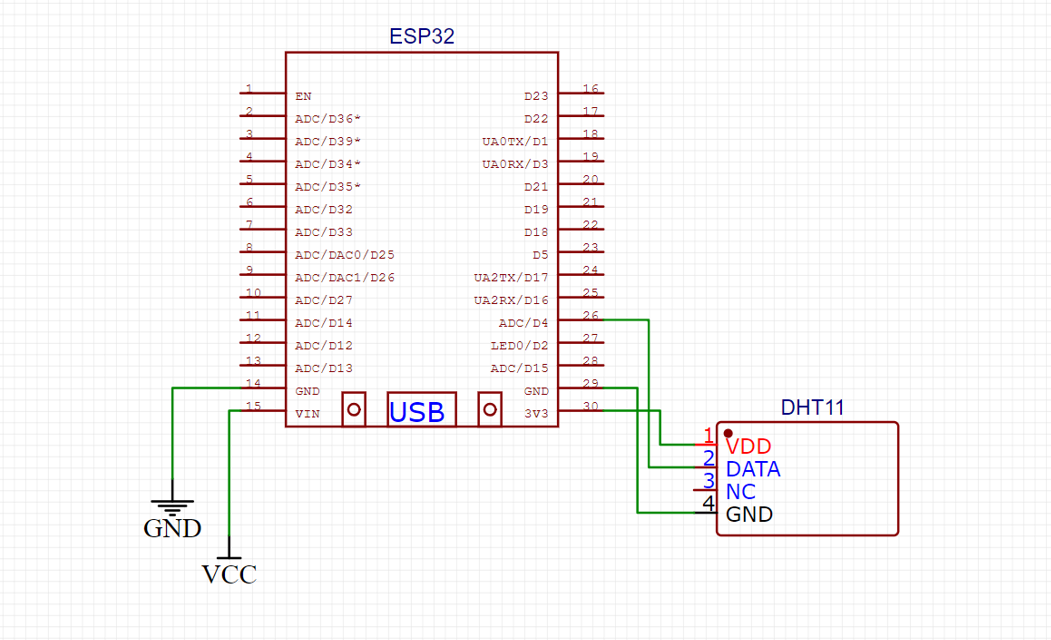 ESP32
1 EN
2 ADC/D36*
3 ADC/D39*
4 ADC/D34*
5 ADC/D35*
6 ADC/D32
7 ADC/D33
8 ADC/DAC0/D25
9 ADC/DAC1/D26
10 ADC/D27
11 ADC/D14
12 ADC/D12
13 ADC/D13
14 GND
15 VIN
USB
D23 16
D22 17
UA0TX/D1 18
UA0RX/D3 19
D21 20
D19 21
D18 22
D5 23
UA2TX/D17 24
UA2RX/D16 25
ADC/D4 26
LED0/D2 27
ADC/D15 28
GND 29
3V3 30
DHT11
1 VDD
2 DATA
3 NC
4 GND
GND
VCC